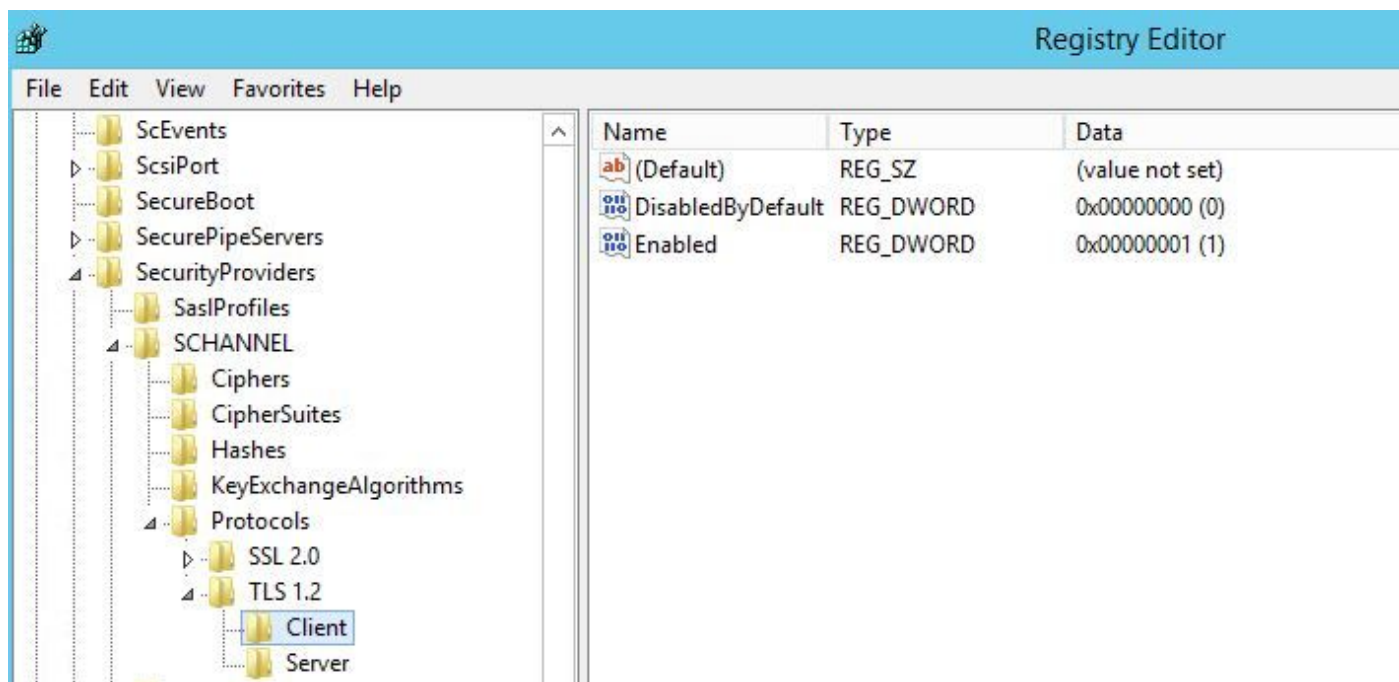 Registry Editor
File Edit View Favorites Help
ScEvents
ScsiPort
SecureBoot
SecurePipeServers
SecurityProviders
SaslProfiles
SCHANNEL
Ciphers
CipherSuites
Hashes
KeyExchangeAlgorithms
Protocols
SSL 2.0
TLS 1.2
Client
Server
Name Type Data
(Default) REG_SZ (value not set)
DisabledByDefault REG_DWORD 0x00000000 (0)
Enabled REG_DWORD 0x00000001 (1)